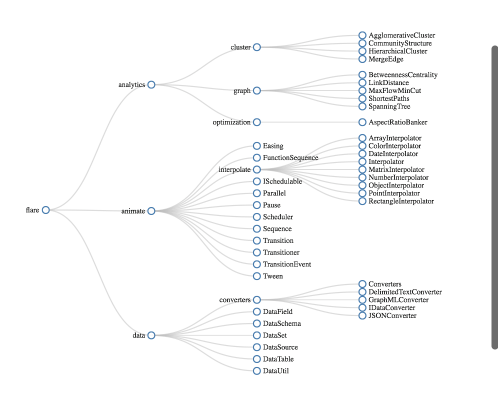 flare
analytics
cluster
AgglomerativeCluster
CommunityStructure
HierarchicalCluster
MergeEdge
graph
BetweennessCentrality
LinkDistance
MaxFlowMinCut
ShortestPaths
SpanningTree
optimization
AspectRatioBanker
animate
Easing
FunctionSequence
interpolate
ArrayInterpolator
ColorInterpolator
DateInterpolator
Interpolator
MatrixInterpolator
NumberInterpolator
ObjectInterpolator
PointInterpolator
RectangleInterpolator
ISchedulable
Parallel
Pause
Scheduler
Sequence
Transition
Transitioner
TransitionEvent
Tween
data
converters
Converters
DelimitedTextConverter
GraphMLConverter
IDataConverter
JSONConverter
DataField
DataSchema
DataSet
DataSource
DataTable
DataUtil